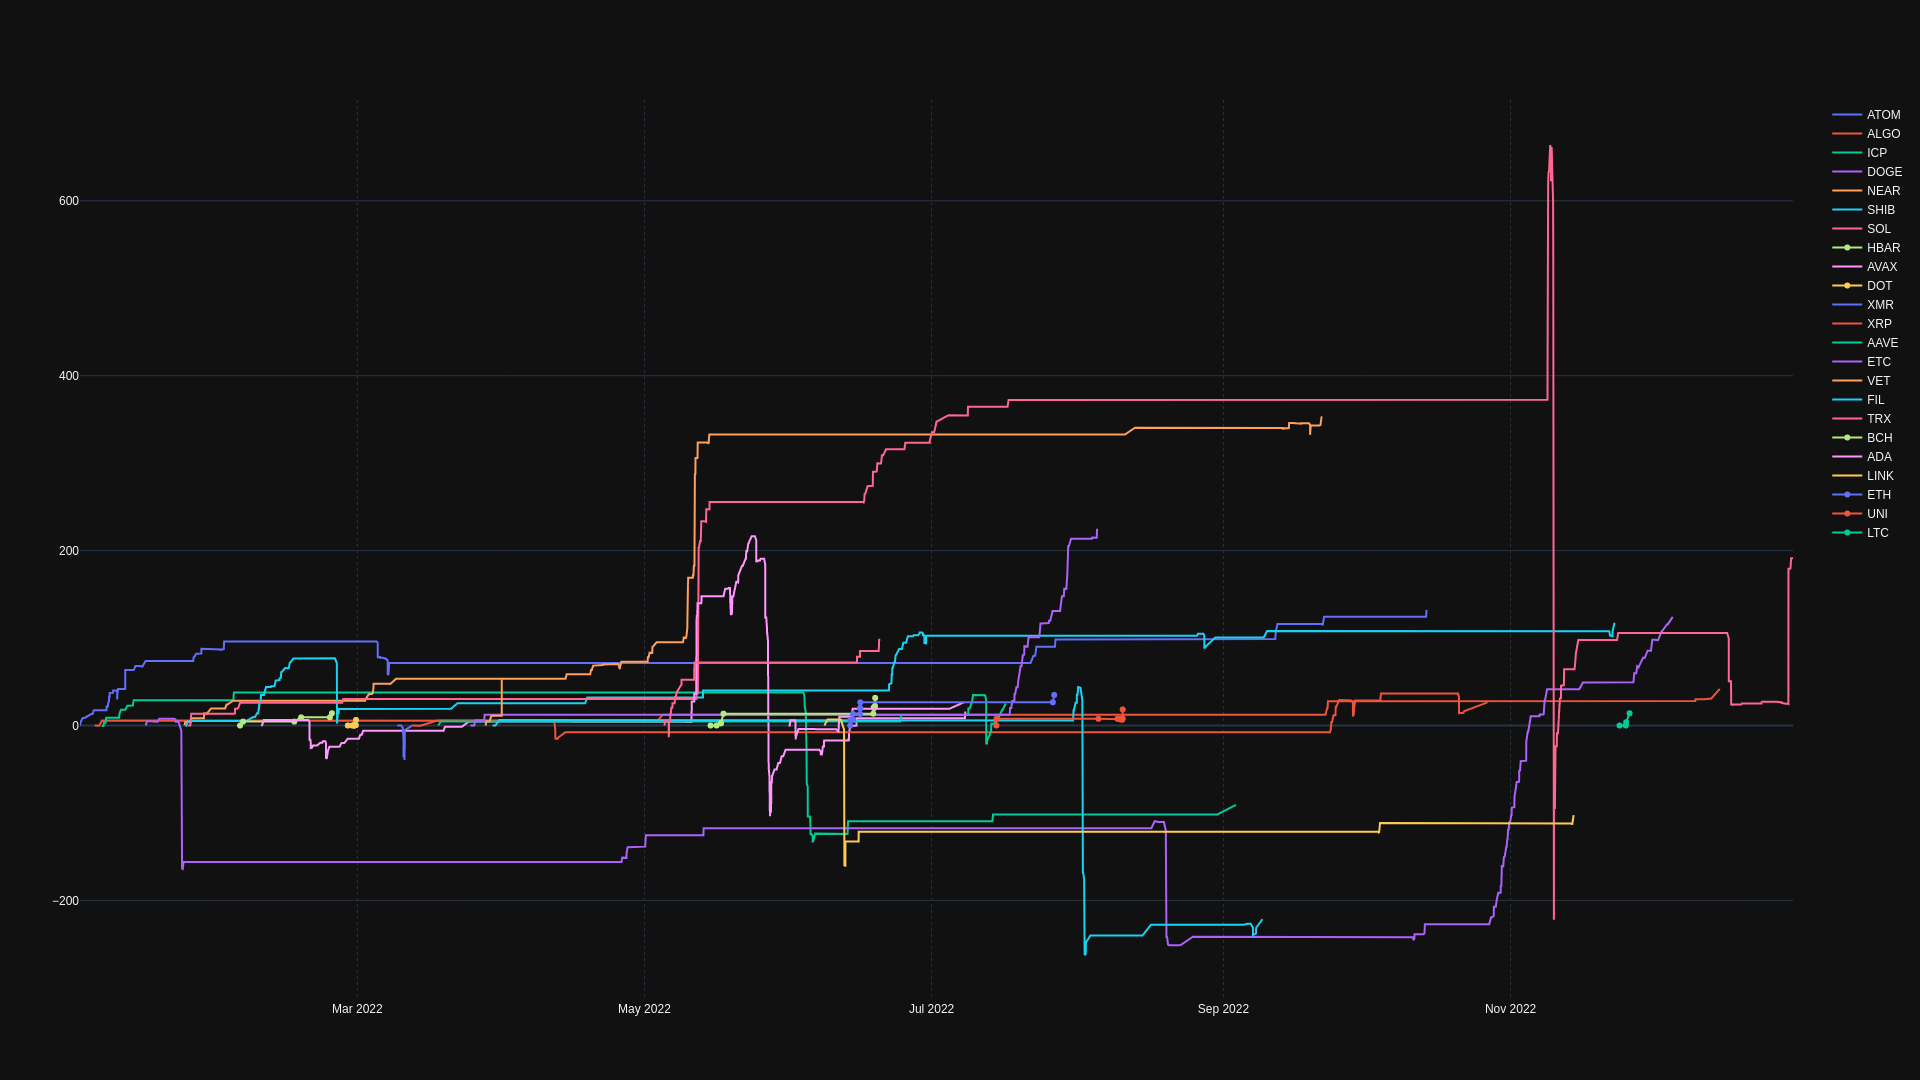 600
400
200
0
−200
Mar 2022
May 2022
Jul 2022
Sep 2022
Nov 2022
ATOM
ALGO
ICP
DOGE
NEAR
SHIB
SOL
HBAR
AVAX
DOT
XMR
XRP
AAVE
ETC
VET
FIL
TRX
BCH
ADA
LINK
ETH
UNI
LTC